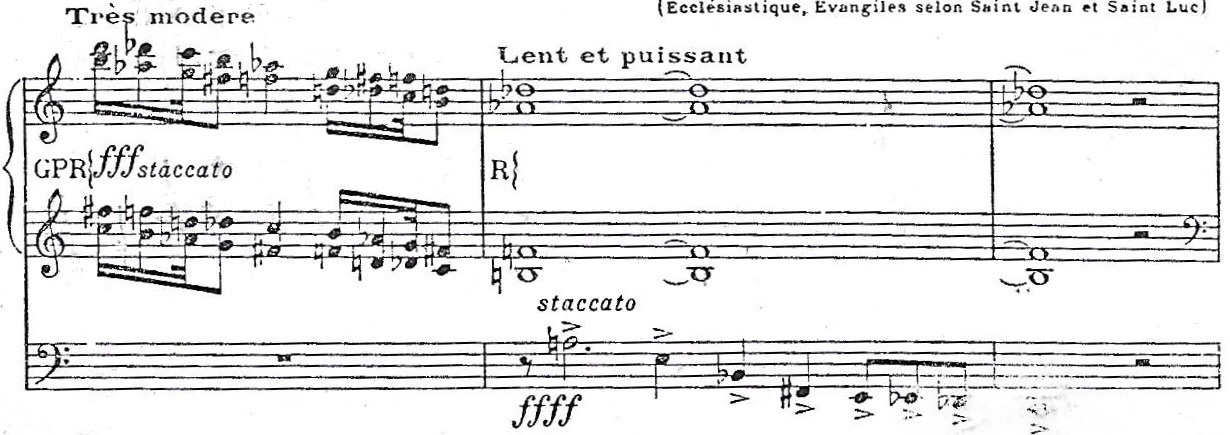 Très modere
(Ecclésiastique, Evangiles selon Saint Jean et Saint Luc)
Lent et puissant
GPR{ fff staccato
R{
staccato
ffff